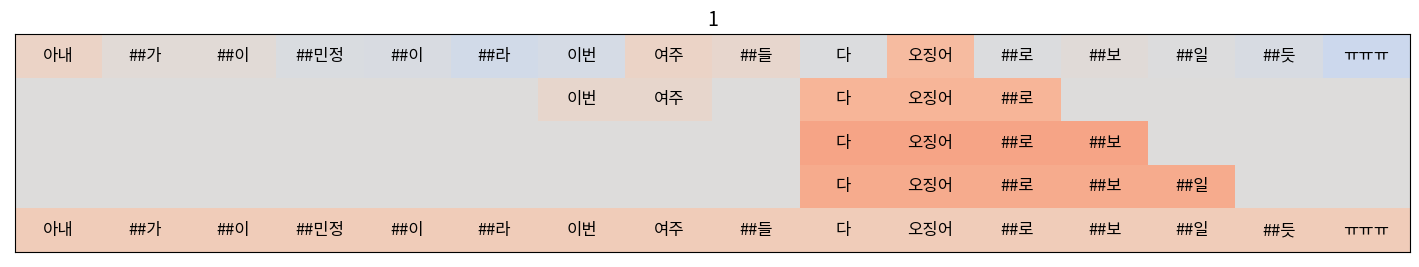 1
아내 ##가 ##이 ##민정 ##이 ##라 이번 여주 ##들 다 오징어 ##로 ##보 ##일 ##듯 ㅠㅠㅠ
이번 여주 다 오징어 ##로
다 오징어 ##로 ##보
다 오징어 ##로 ##보 ##일
아내 ##가 ##이 ##민정 ##이 ##라 이번 여주 ##들 다 오징어 ##로 ##보 ##일 ##듯 ㅠㅠㅠ